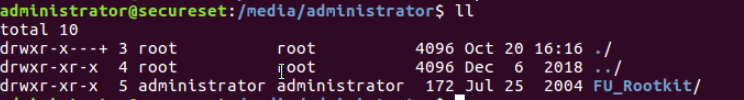 administrator@secureset:/media/administrator$ ll
total 10
drwxr-x---+ 3 root root 4096 Oct 20 16:16 ./
drwxr-xr-x 4 root root 4096 Dec 6 2018 ../
drwxr-xr-x 5 administrator administrator 172 Jul 25 2004 FU_Rootkit/